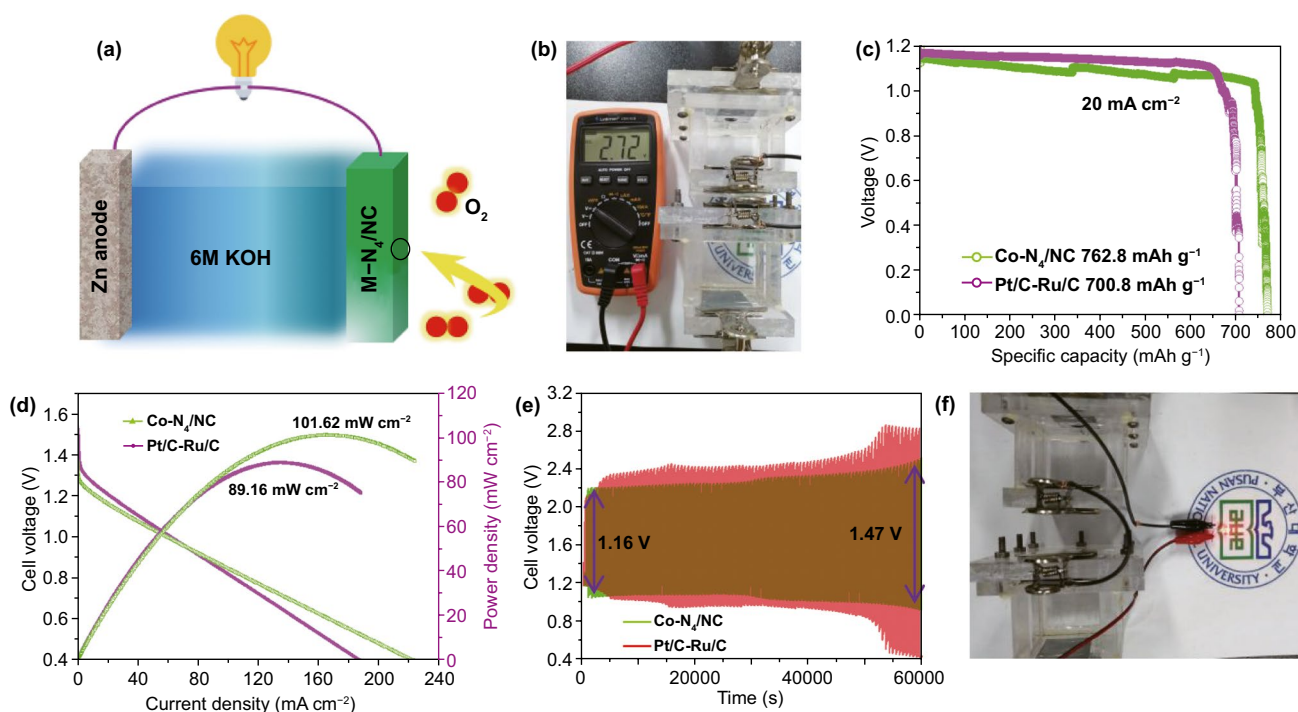 (a)
Zn anode
6M KOH
M–N₄/NC
O₂
(b)
2.72
AUTO POWER OFF
COM
UNIVERSITY
(c)
1.2
1.0
0.8
0.6
0.4
0.2
0.0
Voltage (V)
20 mA cm⁻²
Co-N₄/NC 762.8 mAh g⁻¹
Pt/C-Ru/C 700.8 mAh g⁻¹
0 100 200 300 400 500 600 700 800
Specific capacity (mAh g⁻¹)
(d)
1.6
1.4
1.2
1.0
0.8
0.6
0.4
Cell voltage (V)
Co-N₄/NC
Pt/C-Ru/C
101.62 mW cm⁻²
89.16 mW cm⁻²
120
100
80
60
40
20
0
Power density (mW cm⁻²)
0 40 80 120 160 200 240
Current density (mA cm⁻²)
(e)
3.2
2.8
2.4
2.0
1.6
1.2
0.8
0.4
Cell voltage (V)
1.16 V
1.47 V
Co-N₄/NC
Pt/C-Ru/C
0 20000 40000 60000
Time (s)
(f)
PUSAN NATIO
UNIVERSITY